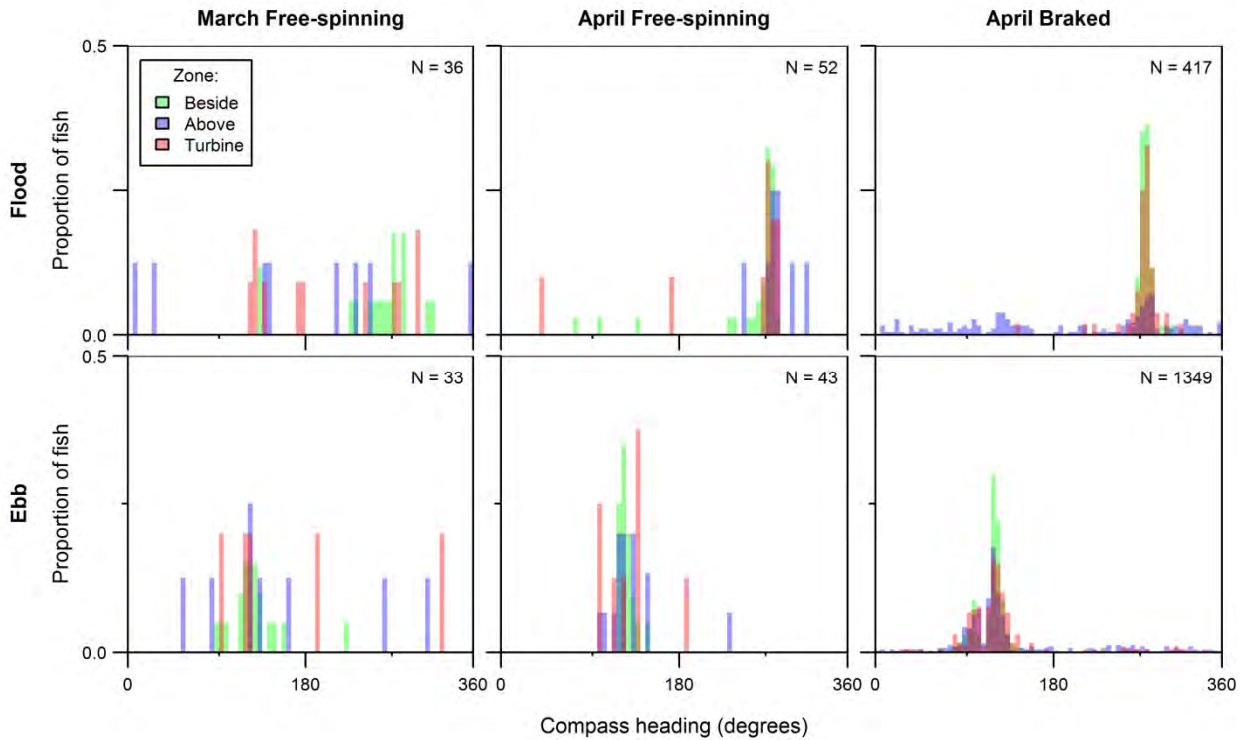 March Free-spinning
April Free-spinning
April Braked
Flood
Proportion of fish
0.5
0.0
Zone:
Beside
Above
Turbine
N = 36
N = 52
N = 417
Ebb
Proportion of fish
0.5
0.0
N = 33
N = 43
N = 1349
0 180 360
0 180 360
0 180 360
Compass heading (degrees)